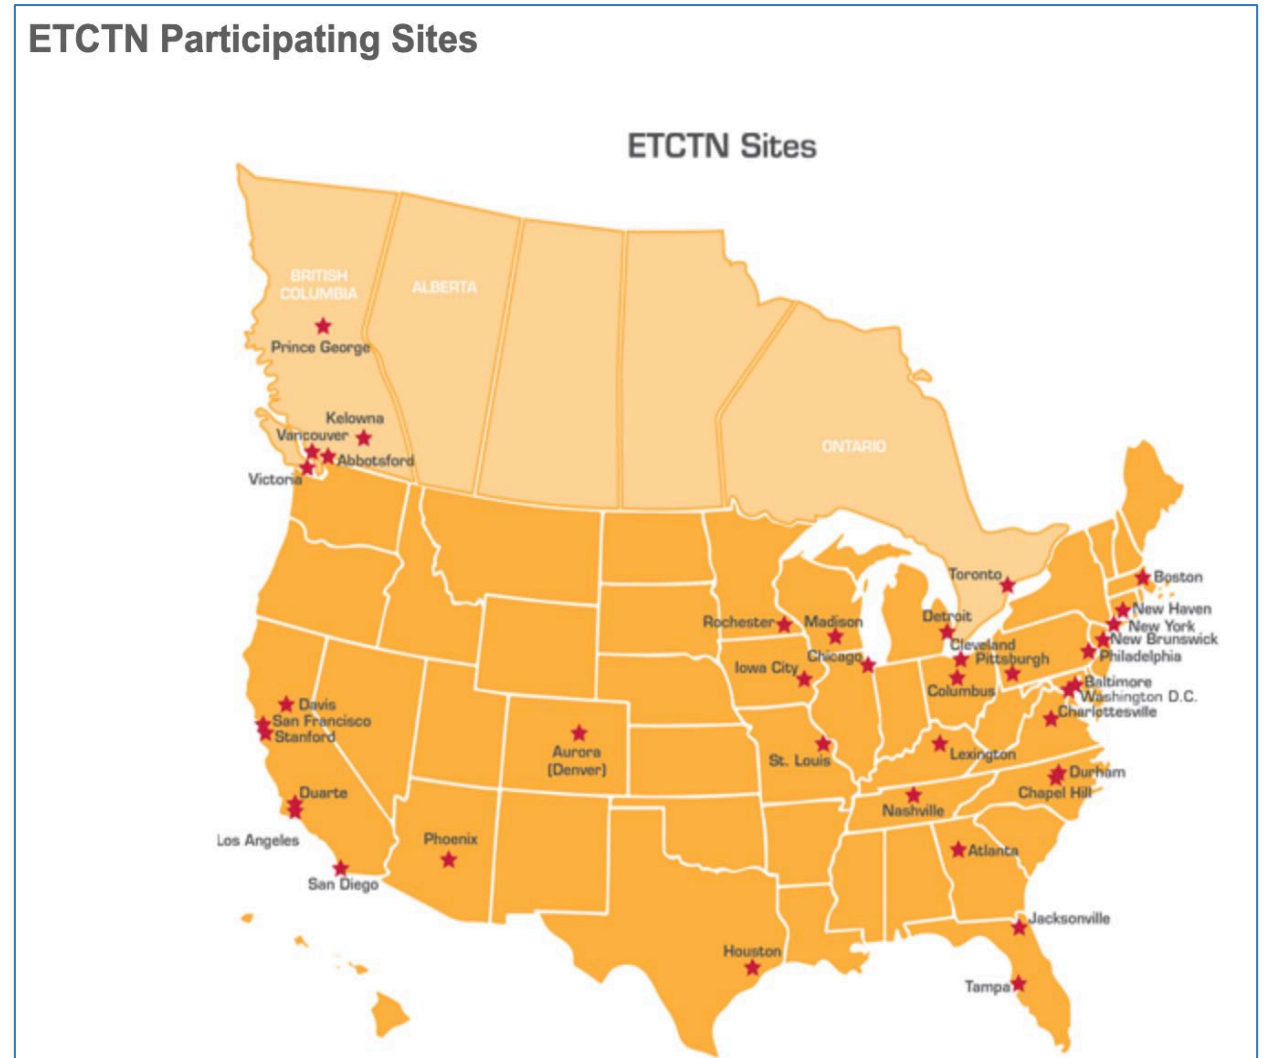 ETCTN Participating Sites
ETCTN Sites
BRITISH
COLUMBIA
ALBERTA
Prince George
Kelowna
Vancouver
Abbotsford
Victoria
ONTARIO
Toronto
Boston
Rochester
Madison
Detroit
New Haven
New York
New Brunswick
Cleveland
Chicago
Pittsburgh
Philadelphia
Iowa City
Columbus
Baltimore
Washington D.C.
Charlottesville
Davis
San Francisco
Stanford
Aurora
(Denver)
St. Louis
Lexington
Durham
Chapel Hill
Duarte
Nashville
Los Angeles
Phoenix
Atlanta
San Diego
Jacksonville
Houston
Tampa